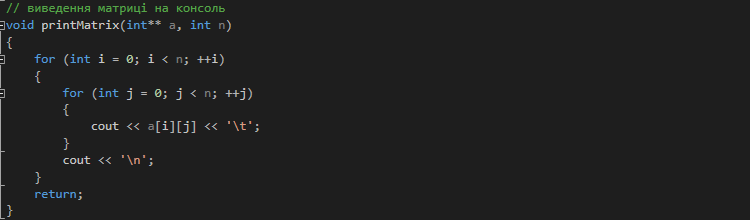 // виведення матриці на консоль
void printMatrix(int** a, int n)
{
    for (int i = 0; i < n; ++i)
    {
        for (int j = 0; j < n; ++j)
        {
            cout << a[i][j] << '\t';
        }
        cout << '\n';
    }
    return;
}